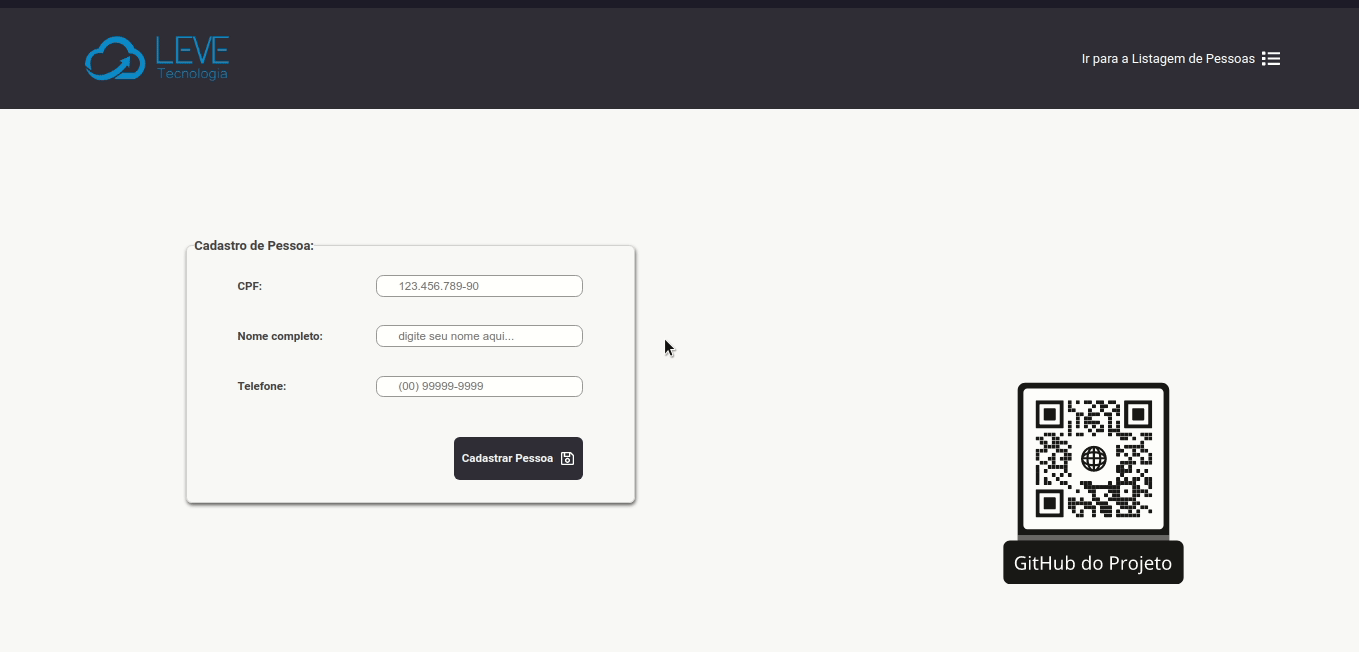 LEVE
Tecnologia
Ir para a Listagem de Pessoas
Cadastro de Pessoa:
CPF:
123.456.789-90
Nome completo:
digite seu nome aqui...
Telefone:
(00) 99999-9999
Cadastrar Pessoa
GitHub do Projeto